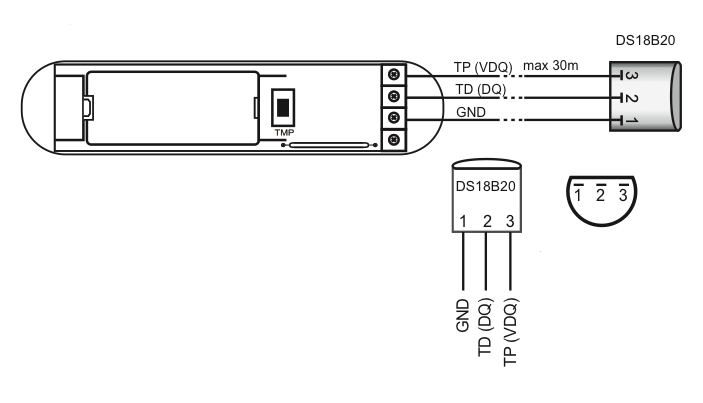 DS18B20
TP (VDQ) max 30m
3
TD (DQ)
2
GND
1
TMP
DS18B20
1 2 3
1 2 3
GND
TD (DQ)
TP (VDQ)